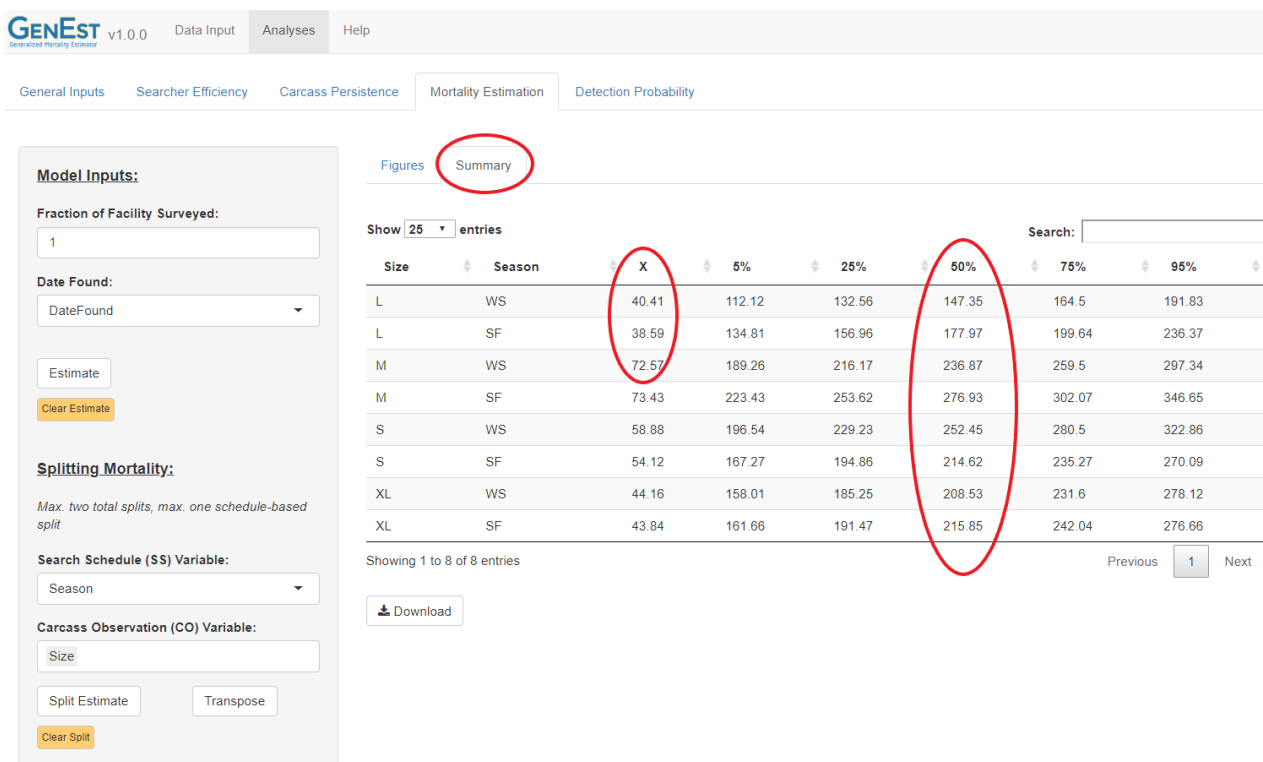 GENEST v1.0.0 Data Input Analyses Help
Generalized Mortality Estimator
General Inputs Searcher Efficiency Carcass Persistence Mortality Estimation Detection Probability
Model Inputs:
Fraction of Facility Surveyed:
1
Date Found:
DateFound
Estimate
Clear Estimate
Splitting Mortality:
Max. two total splits, max. one schedule-based
split
Search Schedule (SS) Variable:
Season
Carcass Observation (CO) Variable:
Size
Split Estimate Transpose
Clear Split
Figures Summary
Show 25 entries Search:
Size Season X 5% 25% 50% 75% 95%
L WS 40.41 112.12 132.56 147.35 164.5 191.83
L SF 38.59 134.81 156.96 177.97 199.64 236.37
M WS 72.57 189.26 216.17 236.87 259.5 297.34
M SF 73.43 223.43 253.62 276.93 302.07 346.65
S WS 58.88 196.54 229.23 252.45 280.5 322.86
S SF 54.12 167.27 194.86 214.62 235.27 270.09
XL WS 44.16 158.01 185.25 208.53 231.6 278.12
XL SF 43.84 161.66 191.47 215.85 242.04 276.66
Showing 1 to 8 of 8 entries Previous 1 Next
Download